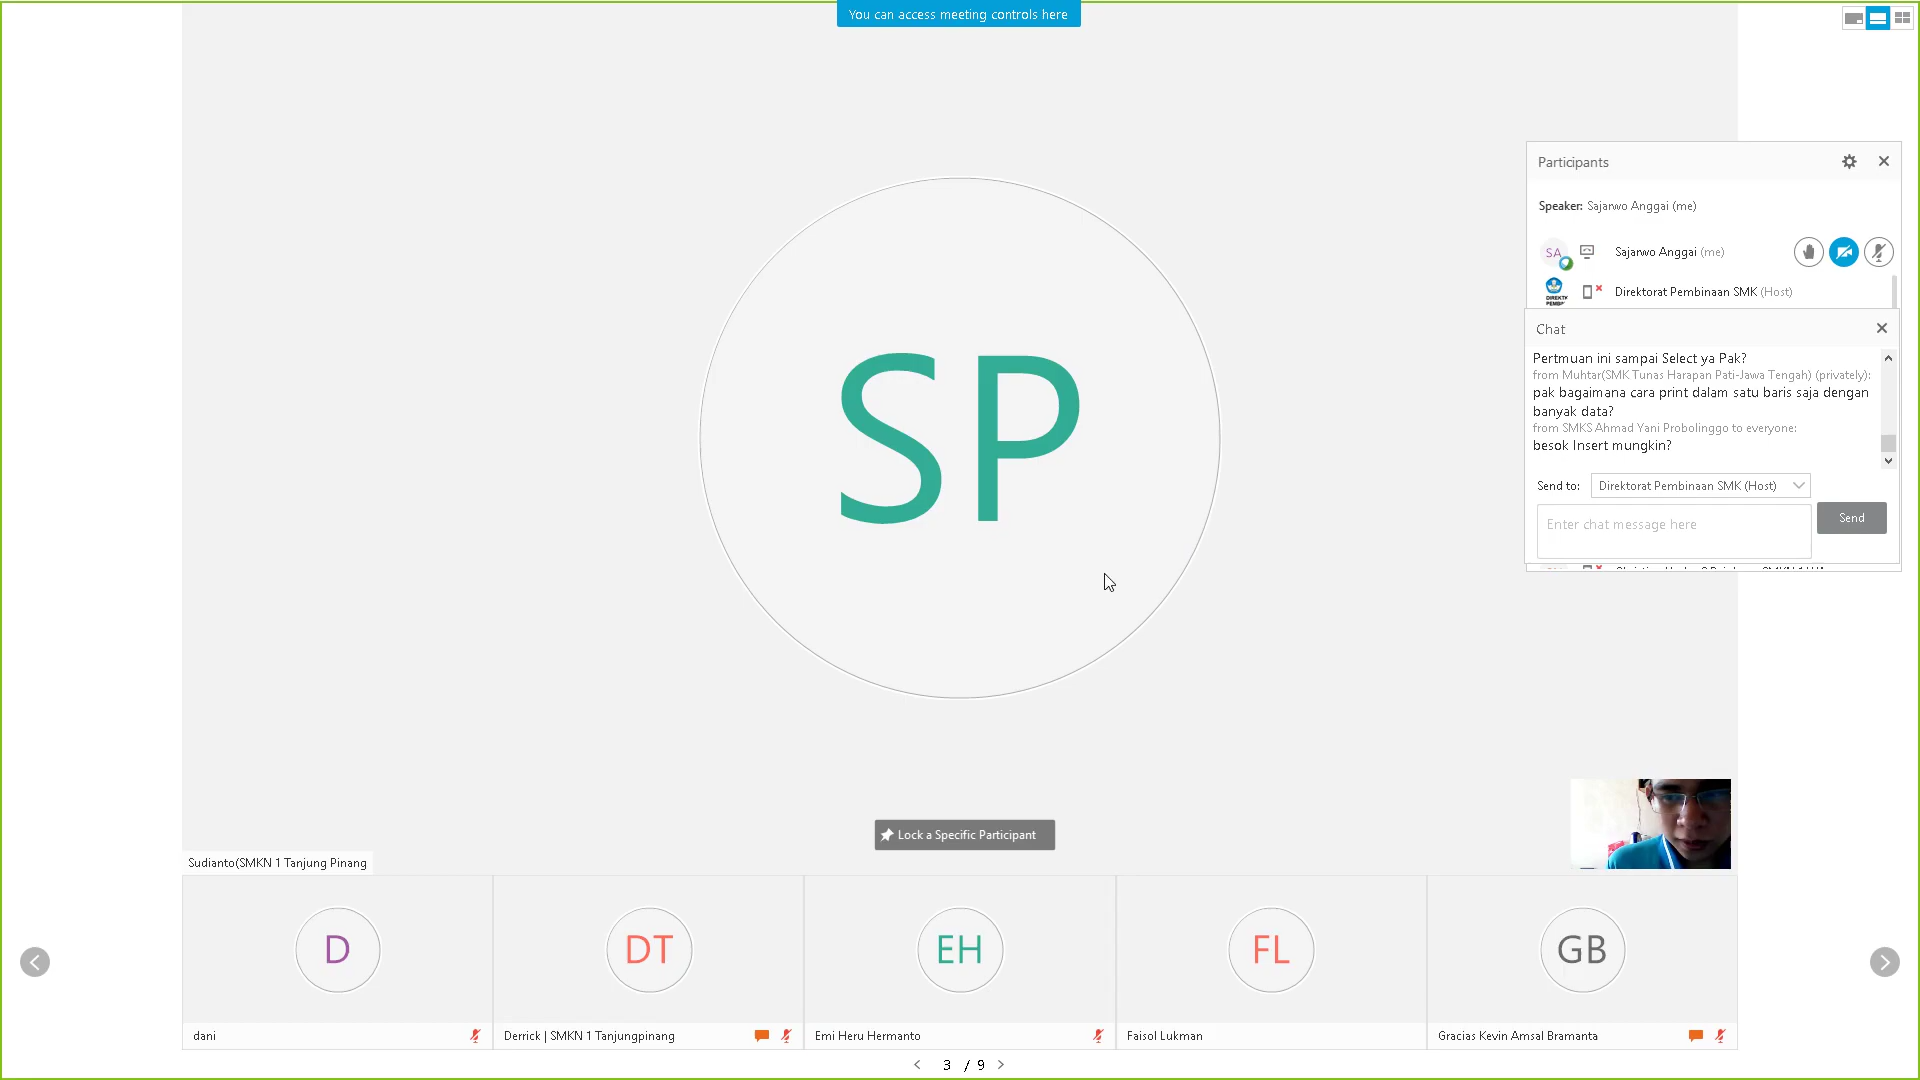 You can access meeting controls here
Participants
Speaker: Sajarwo Anggai (me)
SA
Sajarwo Anggai (me)
DIREKTO
Direktorat Pembinaan SMK (Host)
Chat
Pertmuan ini sampai Select ya Pak?
from Muhtar(SMK Tunas Harapan Pati-Jawa Tengah) (privately):
pak bagaimana cara print dalam satu baris saja dengan
banyak data?
from SMKS Ahmad Yani Probolinggo to everyone:
besok Insert mungkin?
Send to:
Direktorat Pembinaan SMK (Host)
Enter chat message here
Send
SP
Lock a Specific Participant
Sudianto(SMKN 1 Tanjung Pinang
D
DT
EH
FL
GB
dani
Derrick | SMKN 1 Tanjungpinang
Emi Heru Hermanto
Faisol Lukman
Gracias Kevin Amsal Bramanta
3 / 9